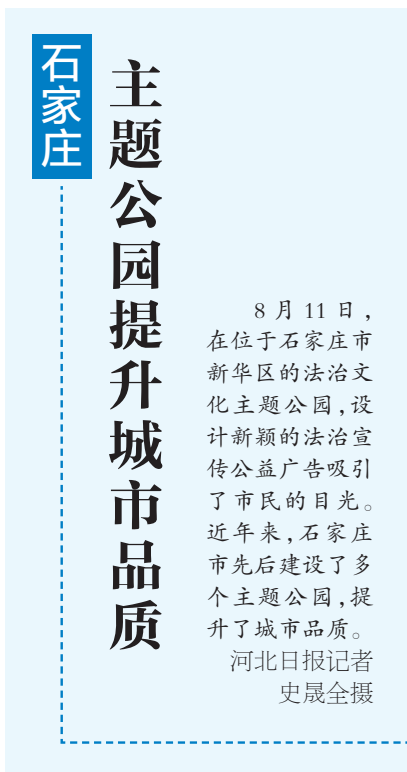 石家庄
主题公园提升城市品质
8月11日,
在位于石家庄市
新华区的法治文
化主题公园,设
计新颖的法治宣
传公益广告吸引
了市民的目光。
近年来,石家庄
市先后建设了多
个主题公园,提
升了城市品质。
河北日报记者
史晟全摄